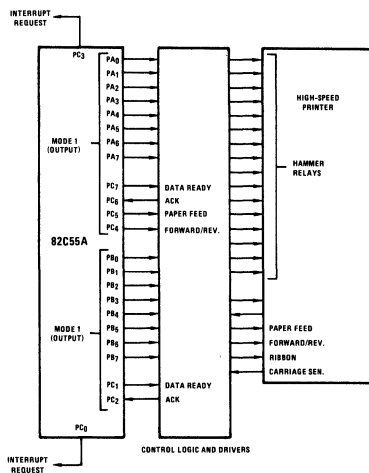 INTERRUPT
REQUEST
PC3
PA0
PA1
PA2
PA3
PA4
PA5
PA6
PA7
MODE 1
(OUTPUT)
PC7
PC6
PC5
PC4
DATA READY
ACK
PAPER FEED
FORWARD/REV.
82C55A
PB0
PB1
PB2
PB3
PB4
PB5
PB6
PB7
MODE 1
(OUTPUT)
PC1
PC2
DATA READY
ACK
PC0
INTERRUPT
REQUEST
CONTROL LOGIC AND DRIVERS
HIGH-SPEED
PRINTER
HAMMER
RELAYS
PAPER FEED
FORWARD/REV.
RIBBON
CARRIAGE SEN.